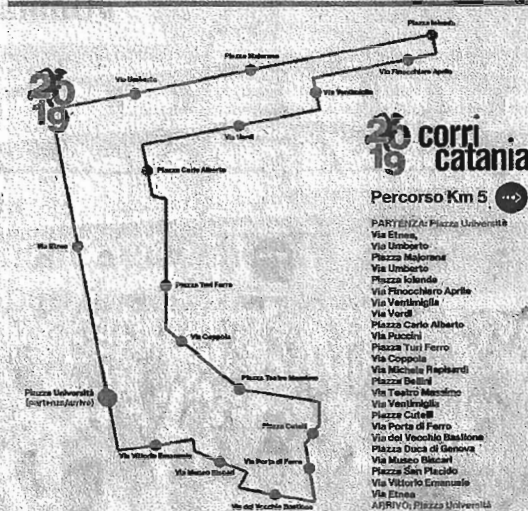 Piazza Iolanda
Piazza Majorana
Via Umberto
Via Finocchiaro Aprile
Via Ventimiglia
Via Verdi
Piazza Carlo Alberto
Via Etnea
Piazza Turi Ferro
Via Coppola
Piazza Teatro Massimo
Piazza Università
(partenza/arrivo)
Piazza Cutelli
Via Vittorio Emanuele
Via Museo Biscari
Via Porta di Ferro
Via del Vecchio Bastione
2019
2019 corri
catania
Percorso Km 5
PARTENZA: Piazza Università
Via Etnea,
Via Umberto
Piazza Majorana
Via Umberto
Piazza Iolanda
Via Finocchiaro Aprile
Via Ventimiglia
Via Verdi
Piazza Carlo Alberto
Via Puccini
Piazza Turi Ferro
Via Coppola
Via Michele Rapisardi
Piazza Bellini
Via Teatro Massimo
Via Ventimiglia
Piazza Cutelli
Via Porta di Ferro
Via del Vecchio Bastione
Piazza Duca di Genova
Via Museo Biscari
Piazza San Placido
Via Vittorio Emanuele
Via Etnea
ARRIVO: Piazza Università